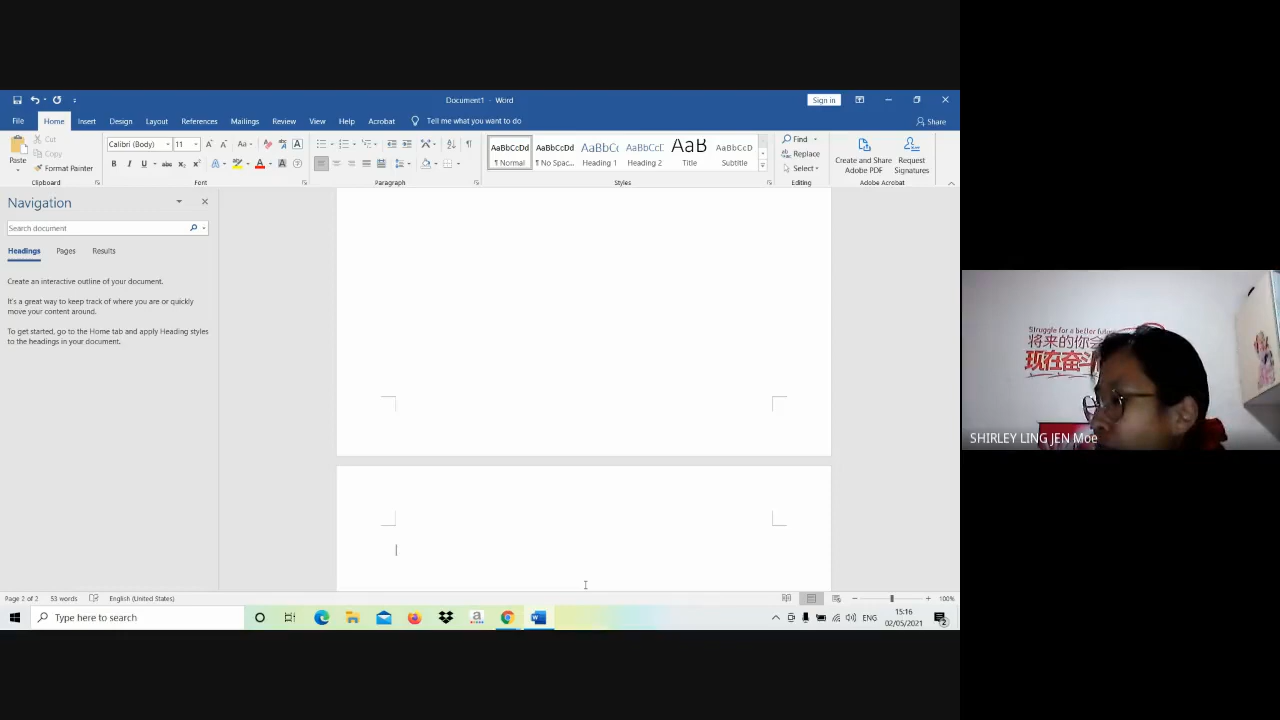 Document1 - Word
Sign in
File Home Insert Design Layout References Mailings Review View Help Acrobat Tell me what you want to do Share
Paste
Cut
Copy
Format Painter
Clipboard
Calibri (Body) 11
Font
Paragraph
AaBbCcDd AaBbCcDd AaBbCc AaBbCcC AaB AaBbCcD
¶ Normal ¶ No Spac... Heading 1 Heading 2 Title Subtitle
Styles
Find
Replace
Select
Editing
Create and Share Adobe PDF
Request Signatures
Adobe Acrobat
Navigation
Search document
Headings Pages Results
Create an interactive outline of your document.
It's a great way to keep track of where you are or quickly
move your content around.
To get started, go to the Home tab and apply Heading styles
to the headings in your document.
Struggle for a better future
将来的你会
现在奋斗
SHIRLEY LING JEN Moe
Page 2 of 2 53 words English (United States) 100%
Type here to search
ENG
15:16
02/05/2021
2